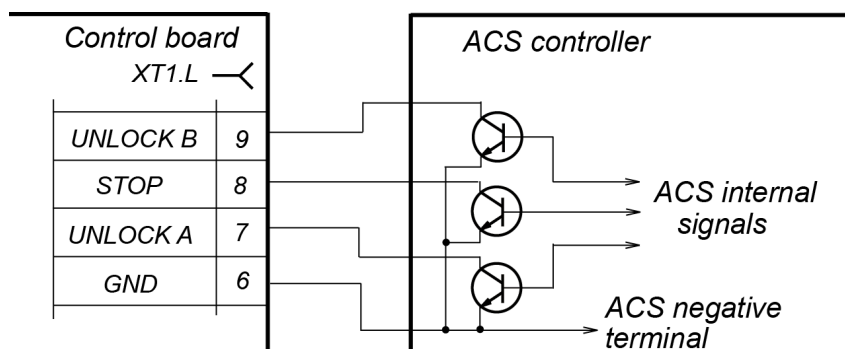 Control board
XT1.L
UNLOCK B 9
STOP 8
UNLOCK A 7
GND 6
ACS controller
ACS internal
signals
ACS negative
terminal